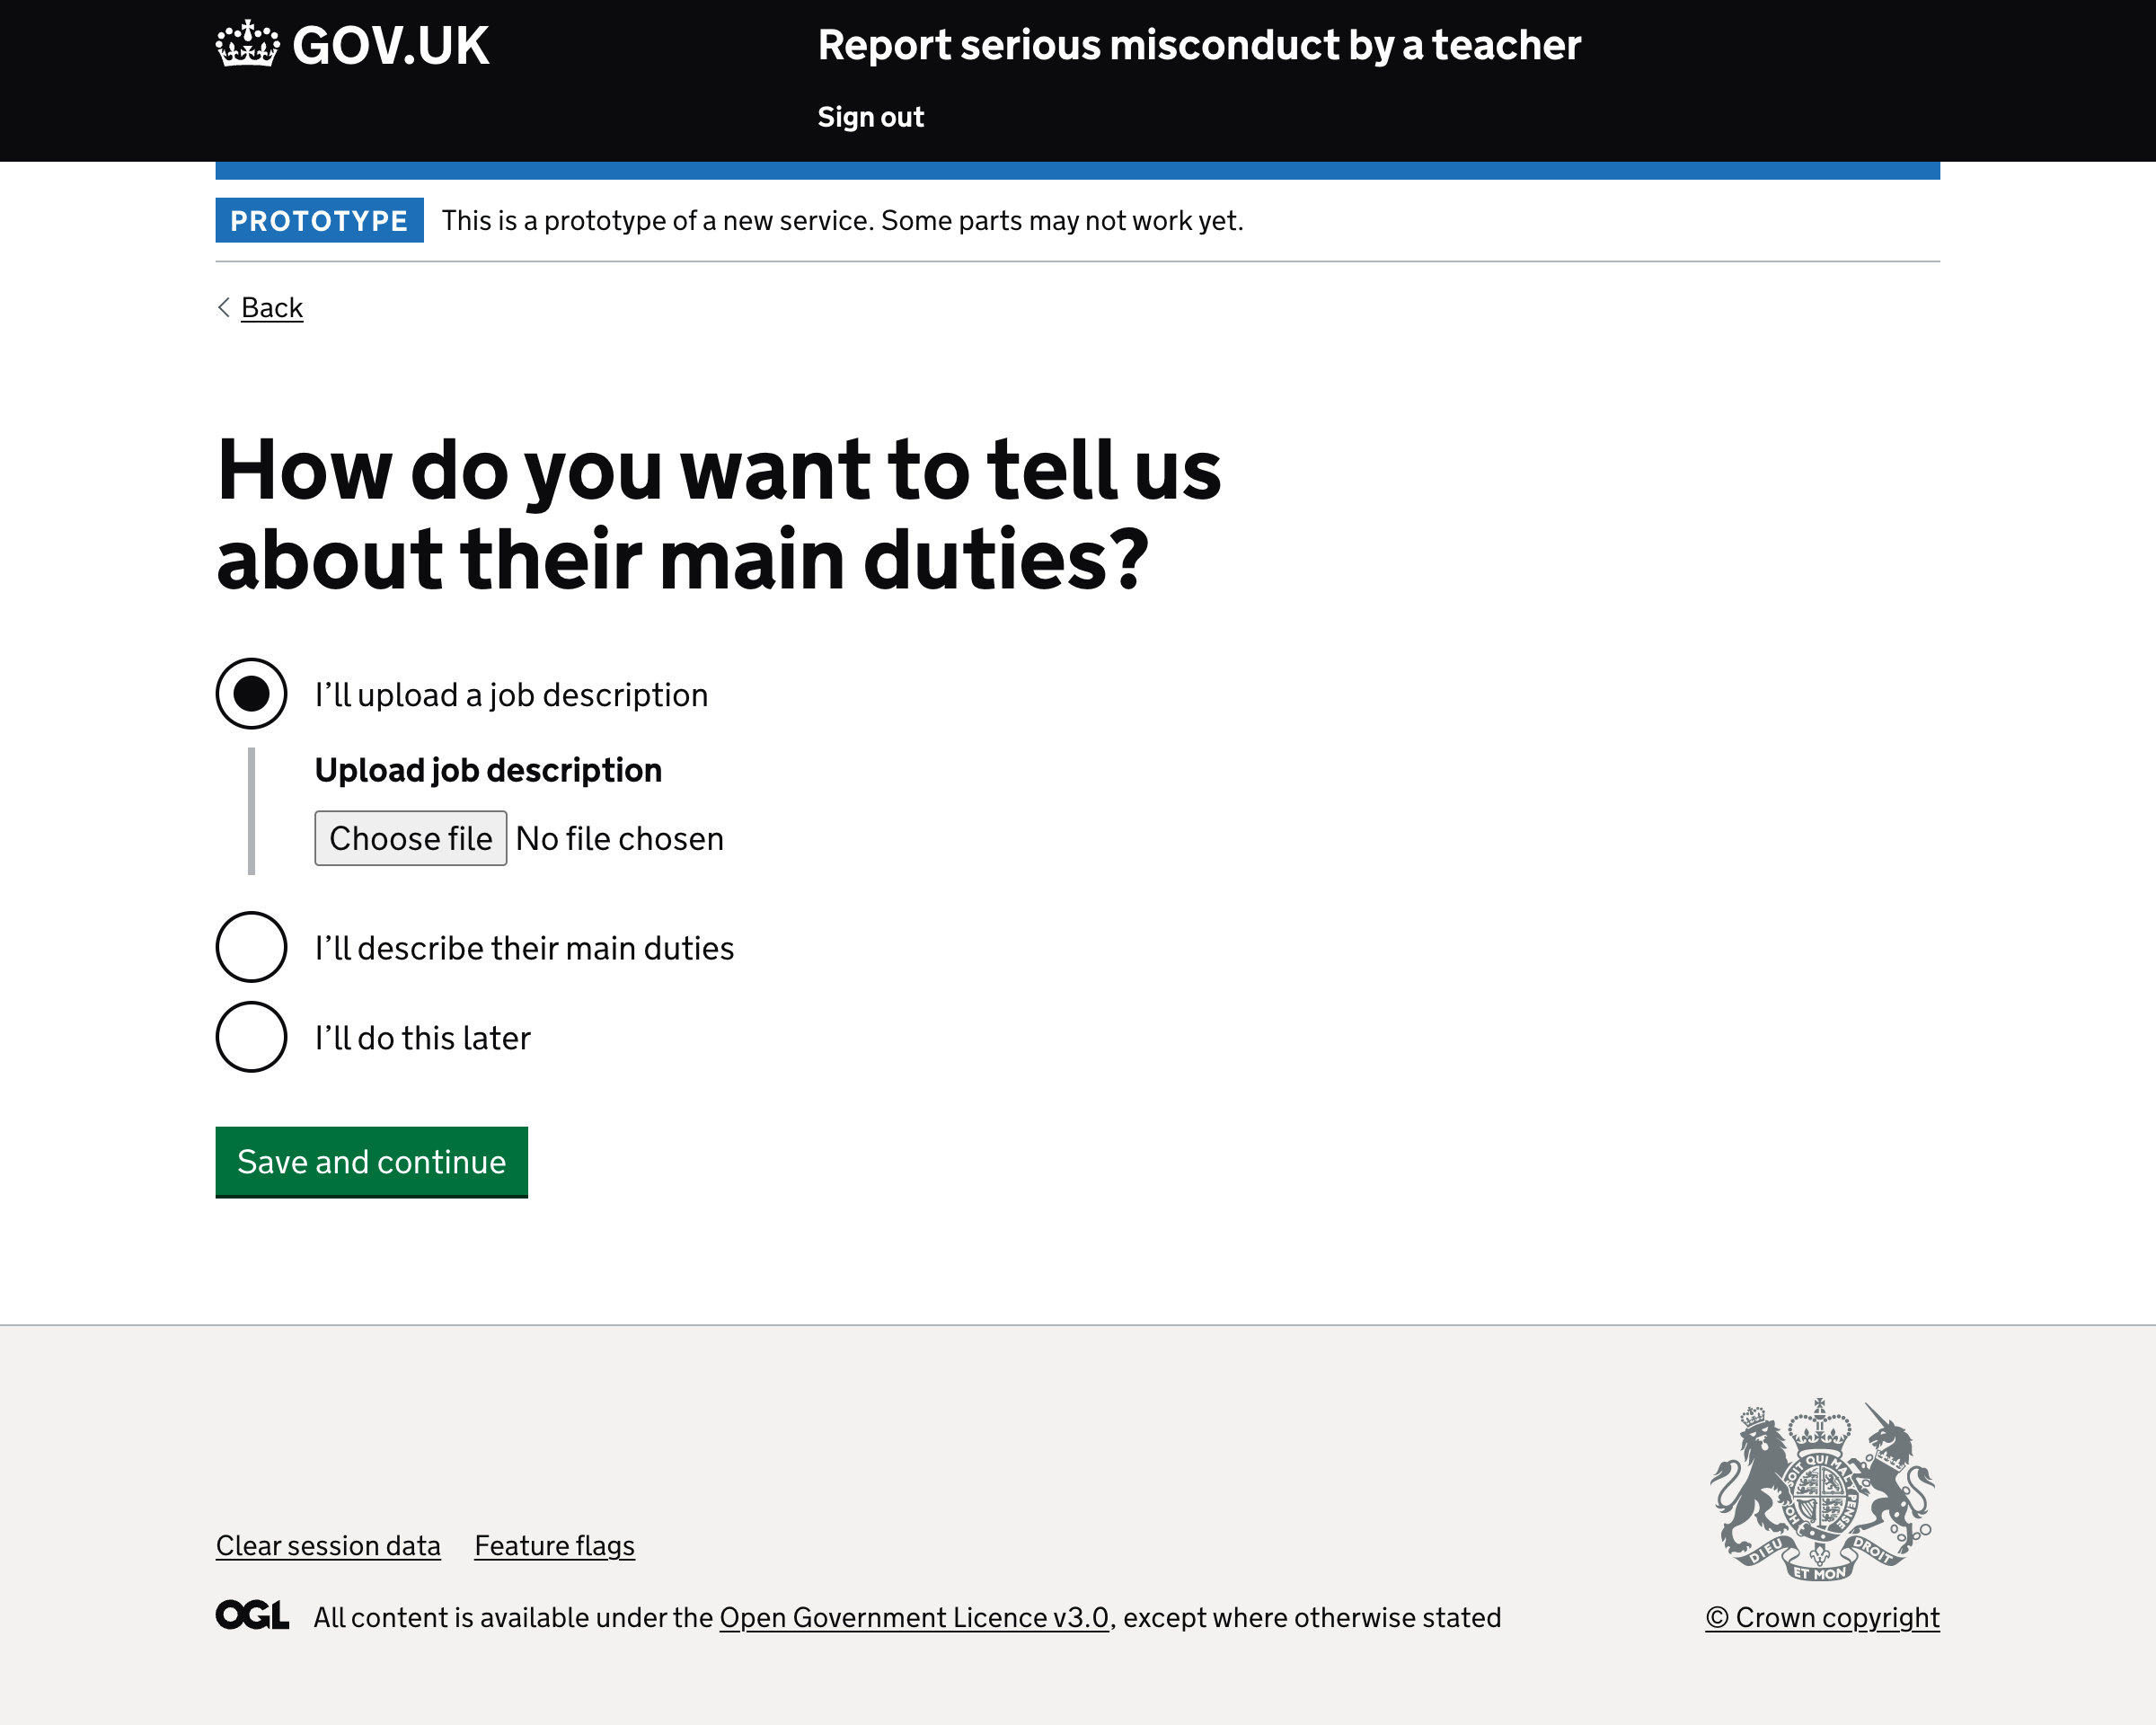 GOV.UK
Report serious misconduct by a teacher
Sign out
PROTOTYPE This is a prototype of a new service. Some parts may not work yet.
Back
How do you want to tell us
about their main duties?
I’ll upload a job description
Upload job description
Choose file No file chosen
I’ll describe their main duties
I’ll do this later
Save and continue
Clear session data Feature flags
OGL All content is available under the Open Government Licence v3.0, except where otherwise stated
SOIT QUI MAL
PENSE
DIEU ET MON DROIT
© Crown copyright